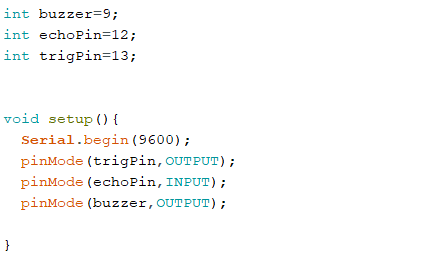 int buzzer=9;
int echoPin=12;
int trigPin=13;
void setup(){
  Serial.begin(9600);
  pinMode(trigPin,OUTPUT);
  pinMode(echoPin,INPUT);
  pinMode(buzzer,OUTPUT);
}